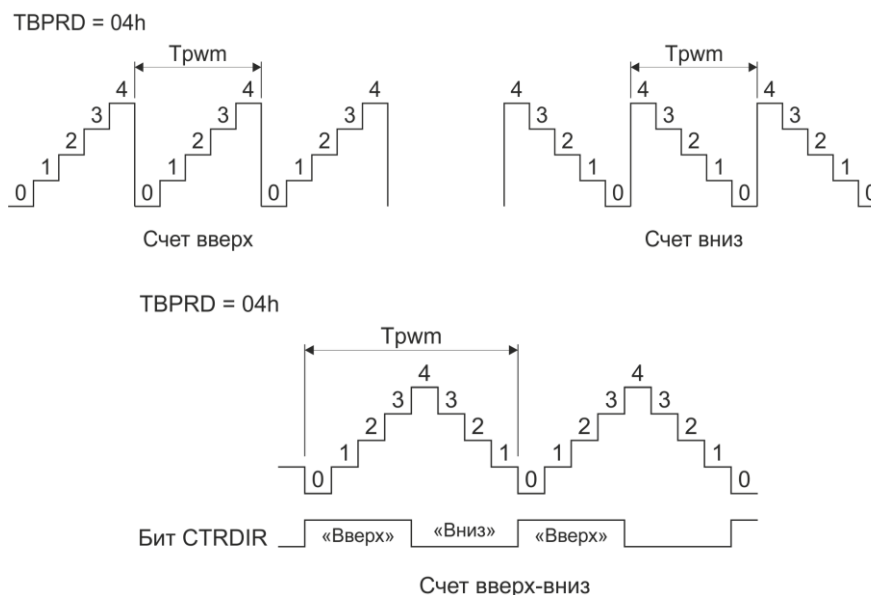 TBPRD = 04h
Tpwm
Tpwm
4 4 4 4 4 4
3 3 3 3 3 3
2 2 2 2 2 2
1 1 1 1 1 1
0 0 0 0 0 0
Счет вверх
Счет вниз
TBPRD = 04h
Tpwm
4 4
3 3 3 3
2 2 2 2
1 1 1 1
0 0 0
Бит CTRDIR «Вверх» «Вниз» «Вверх»
Счет вверх-вниз